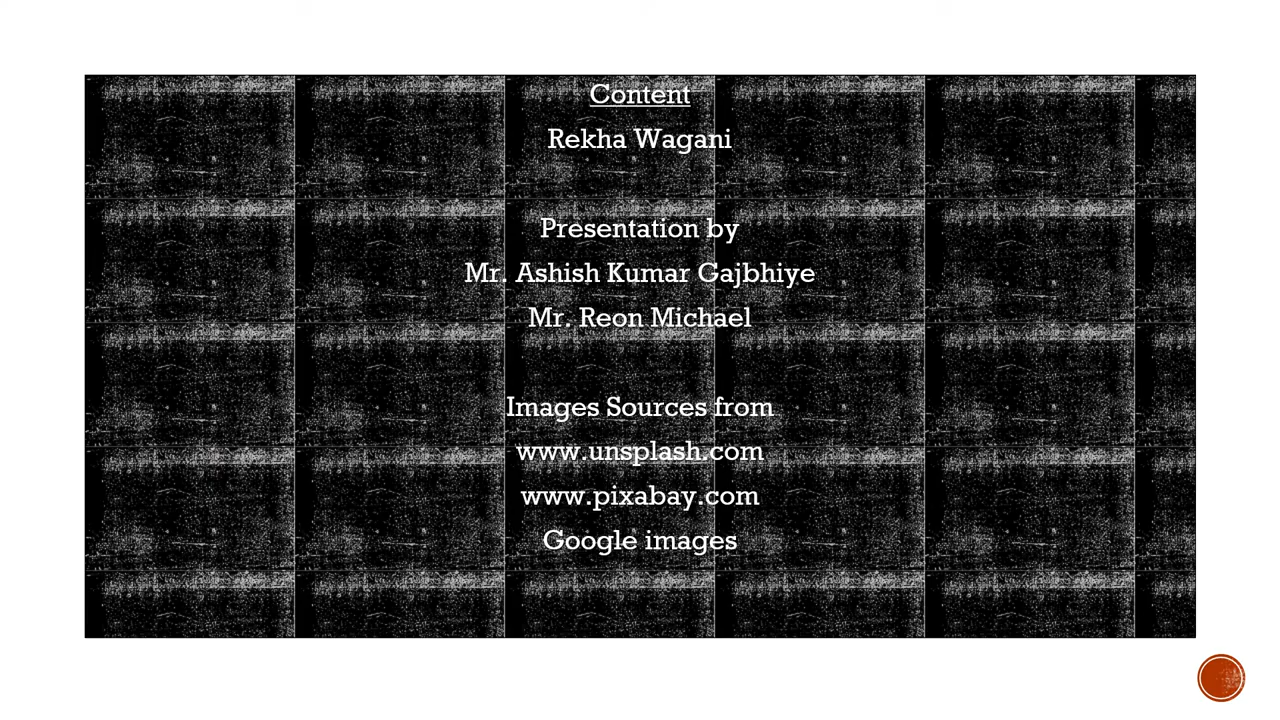 Content
Rekha Wagani
Presentation by
Mr. Ashish Kumar Gajbhiye
Mr. Reon Michael
Images Sources from
www.unsplash.com
www.pixabay.com
Google images